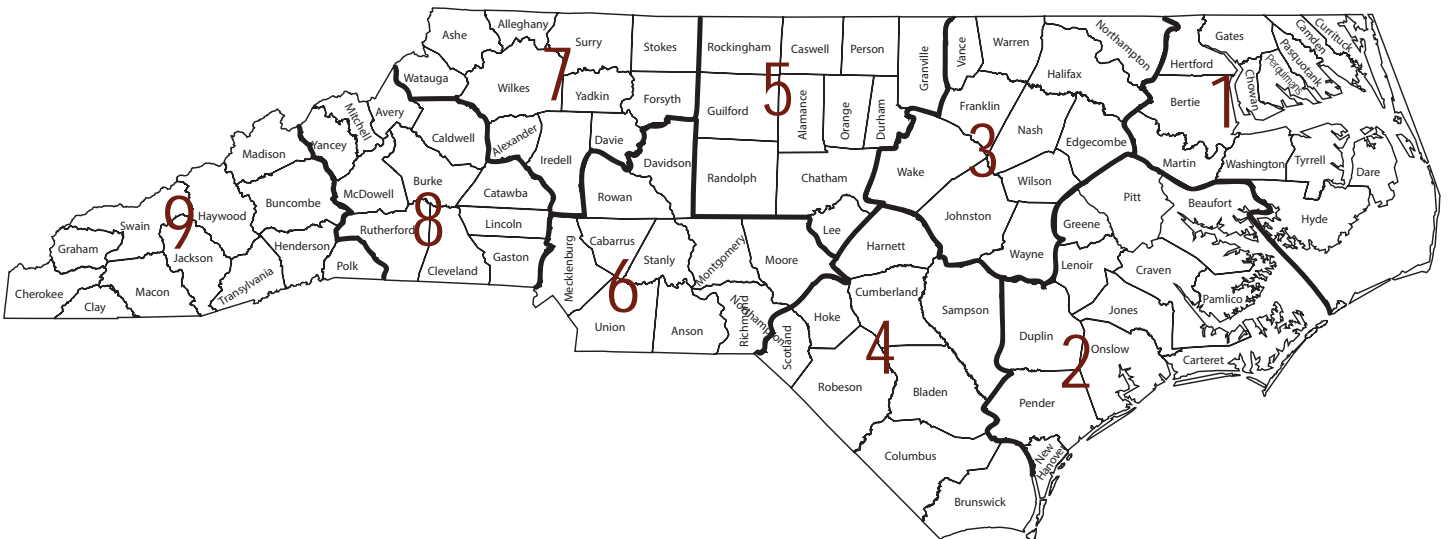 Ashe
Alleghany
Surry
Stokes
Rockingham
Caswell
Person
Granville
Vance
Warren
Northampton
Gates
Camden
Currituck
Pasquotank
Perquimans
Chowan
Hertford
Halifax
Watauga
Wilkes
7
Yadkin
Forsyth
Guilford
5
Alamance
Orange
Durham
Franklin
Nash
Edgecombe
Bertie
1
Mitchell
Avery
Caldwell
Alexander
Iredell
Davie
Davidson
Randolph
Chatham
Wake
3
Wilson
Martin
Washington
Tyrrell
Dare
Madison
Yancey
McDowell
Burke
Catawba
Rowan
Johnston
Pitt
Beaufort
Hyde
Swain
9
Haywood
Buncombe
Rutherford
8
Lincoln
Lee
Harnett
Wayne
Greene
Graham
Jackson
Henderson
Polk
Cleveland
Gaston
Mecklenburg
Cabarrus
Stanly
Montgomery
Moore
Lenoir
Craven
Pamlico
Cherokee
Clay
Macon
Transylvania
6
Union
Anson
Richmond
Northampton
Scotland
Hoke
Cumberland
Sampson
Duplin
Jones
Onslow
Carteret
4
2
Robeson
Bladen
Pender
Columbus
New
Hanover
Brunswick